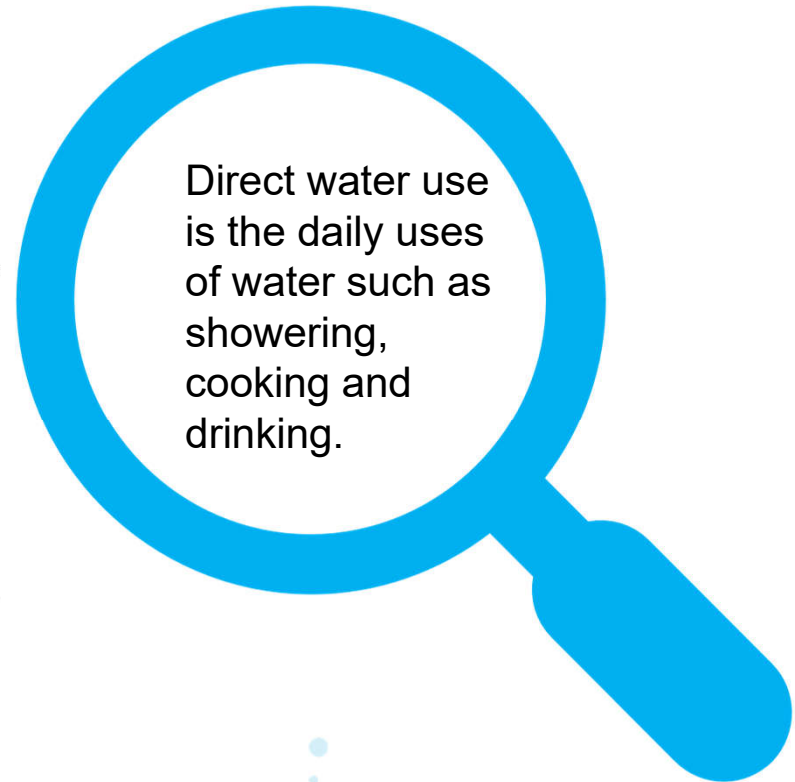 Direct water use
is the daily uses
of water such as
showering,
cooking and
drinking.